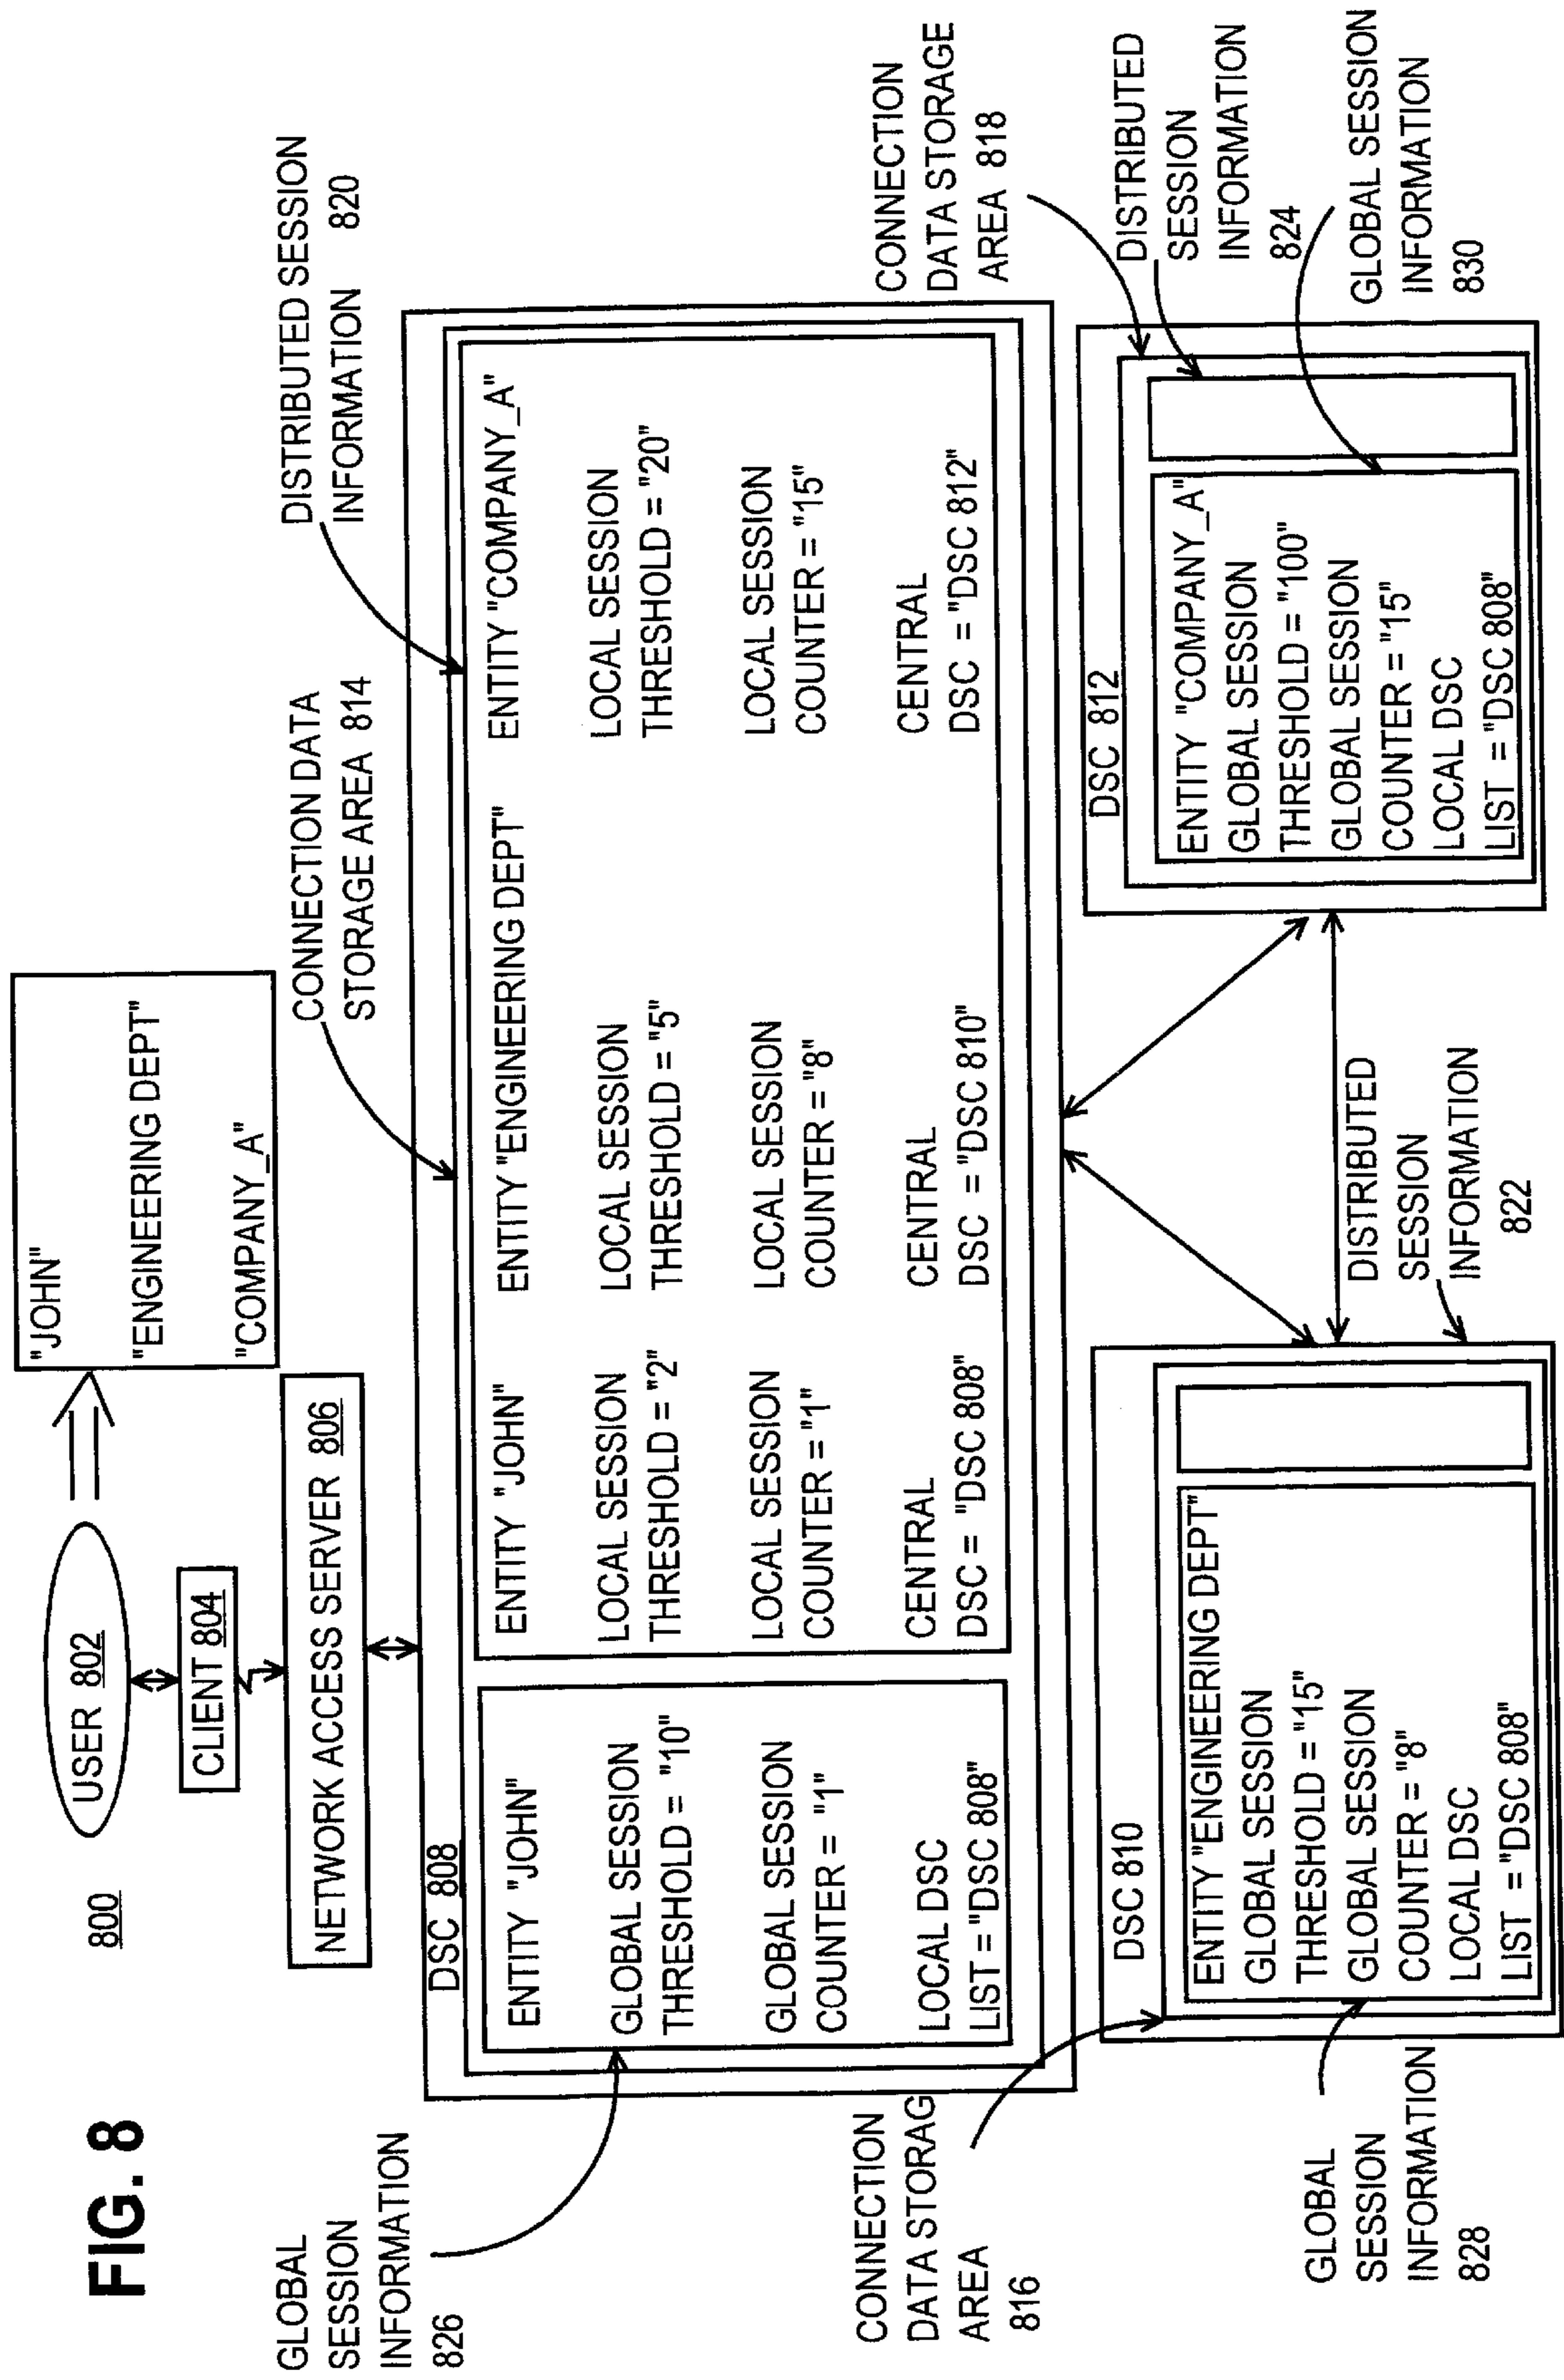 FIG. 8
800
USER 802
"JOHN"
"ENGINEERING DEPT"
"COMPANY_A"
CLIENT 804
NETWORK ACCESS SERVER 806
GLOBAL
SESSION
INFORMATION
826
CONNECTION DATA
STORAGE AREA 814
DISTRIBUTED SESSION
INFORMATION 820
DSC 808
ENTITY "JOHN"
GLOBAL SESSION
THRESHOLD = "10"
GLOBAL SESSION
COUNTER = "1"
LOCAL DSC
LIST = "DSC 808"
ENTITY "JOHN"
LOCAL SESSION
THRESHOLD = "2"
LOCAL SESSION
COUNTER = "1"
CENTRAL
DSC = "DSC 808"
ENTITY "ENGINEERING DEPT"
LOCAL SESSION
THRESHOLD = "5"
LOCAL SESSION
COUNTER = "8"
CENTRAL
DSC = "DSC 810"
ENTITY "COMPANY_A"
LOCAL SESSION
THRESHOLD = "20"
LOCAL SESSION
COUNTER = "15"
CENTRAL
DSC = "DSC 812"
CONNECTION
DATA STORAG
AREA
816
CONNECTION
DATA STORAGE
AREA 818
DSC 810
ENTITY "ENGINEERING DEPT"
GLOBAL SESSION
THRESHOLD = "15"
GLOBAL SESSION
COUNTER = "8"
LOCAL DSC
LIST = "DSC 808"
GLOBAL
SESSION
INFORMATION
828
DISTRIBUTED
SESSION
INFORMATION
822
DSC 812
ENTITY "COMPANY_A"
GLOBAL SESSION
THRESHOLD = "100"
GLOBAL SESSION
COUNTER = "15"
LOCAL DSC
LIST = "DSC 808"
DISTRIBUTED
SESSION
INFORMATION
824
GLOBAL SESSION
INFORMATION
830